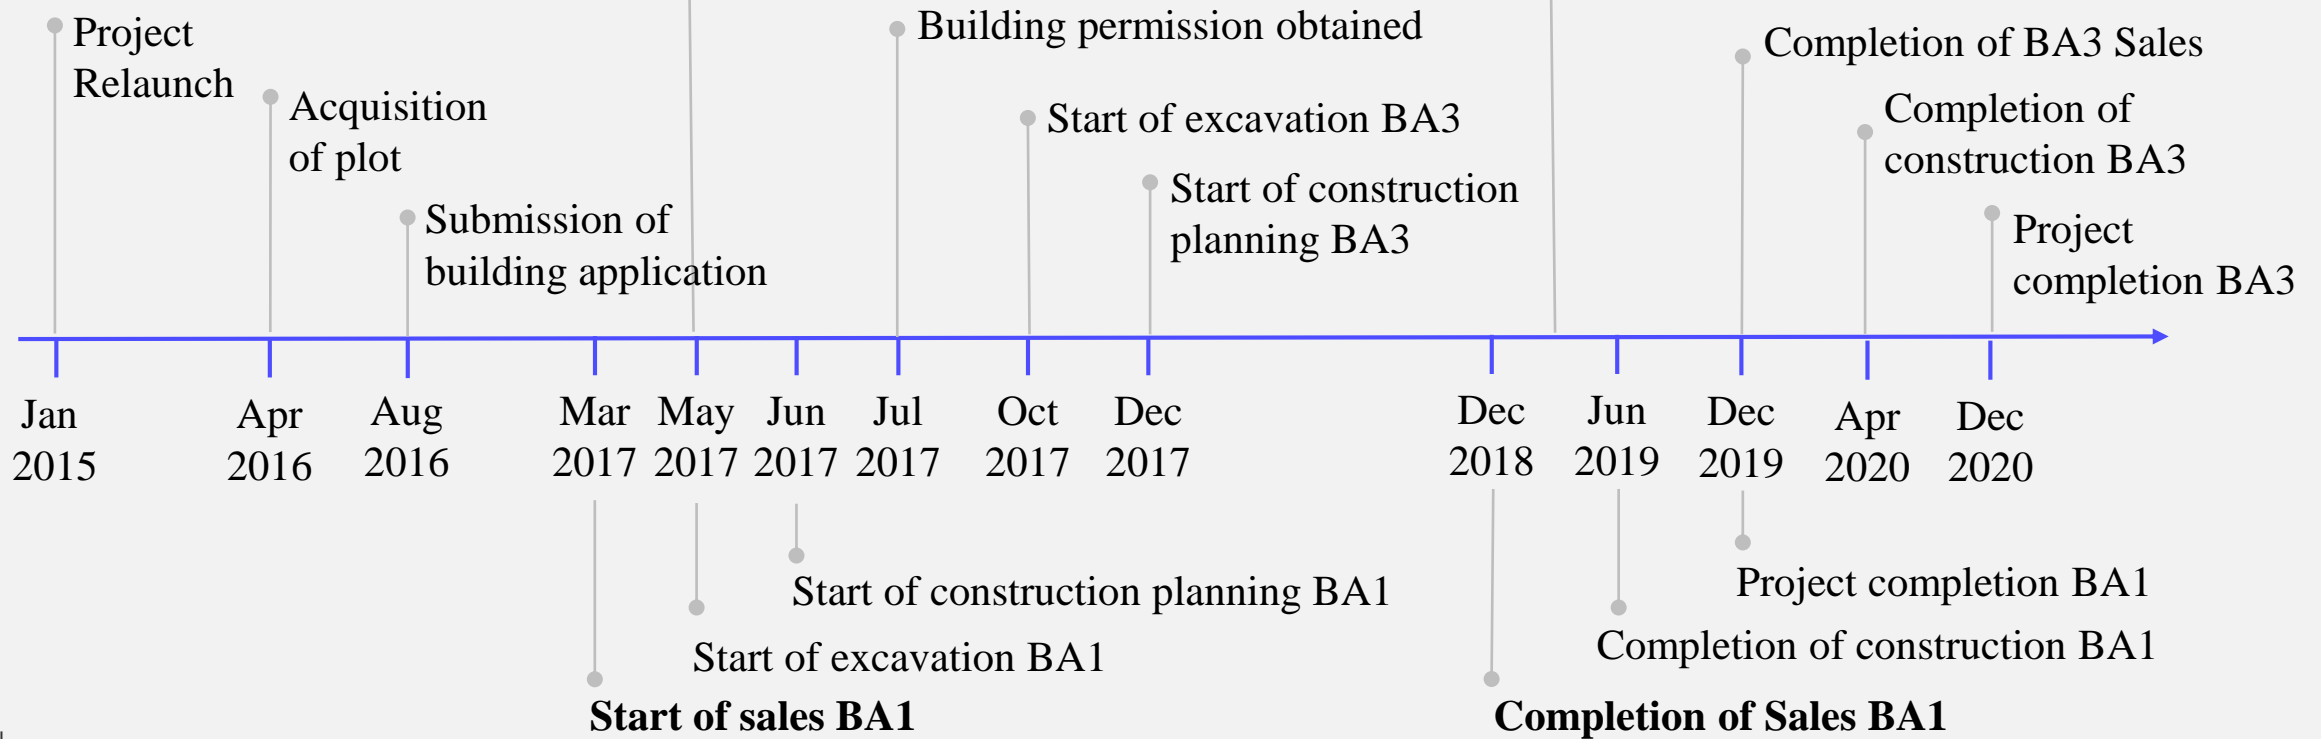 Project
Relaunch
Acquisition
of plot
Submission of
building application
Building permission obtained
Start of excavation BA3
Start of construction
planning BA3
Completion of BA3 Sales
Completion of
construction BA3
Project
completion BA3
Jan
2015
Apr
2016
Aug
2016
Mar
2017
May
2017
Jun
2017
Jul
2017
Oct
2017
Dec
2017
Dec
2018
Jun
2019
Dec
2019
Apr
2020
Dec
2020
Start of construction planning BA1
Start of excavation BA1
Start of sales BA1
Project completion BA1
Completion of construction BA1
Completion of Sales BA1